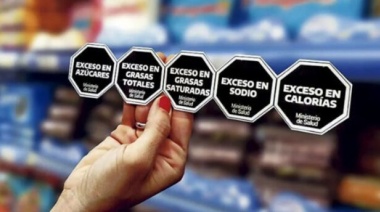 EXCESO EN
AZÚCARES
Ministerio
de Salud
EXCESO EN
GRASAS
TOTALES
Ministerio
de Salud
EXCESO EN
GRASAS
SATURADAS
Ministerio
de Salud
EXCESO EN
SODIO
Ministerio
de Salud
EXCESO EN
CALORÍAS
Ministerio
de Salud